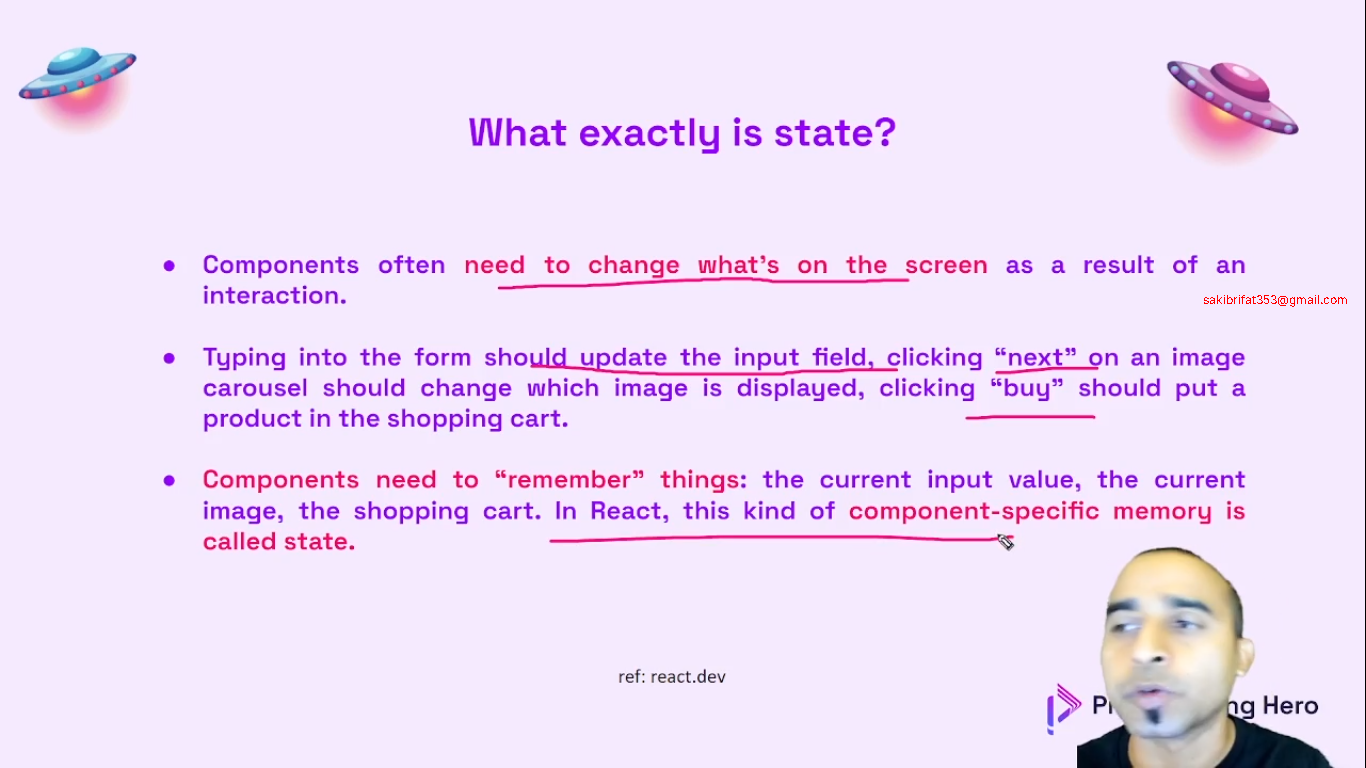 What exactly is state?
● Components often need to change what's on the screen as a result of an
interaction.
sakibrifat353@gmail.com
● Typing into the form should update the input field, clicking “next” on an image
carousel should change which image is displayed, clicking “buy” should put a
product in the shopping cart.
● Components need to “remember” things: the current input value, the current
image, the shopping cart. In React, this kind of component-specific memory is
called state.
ref: react.dev
Hero